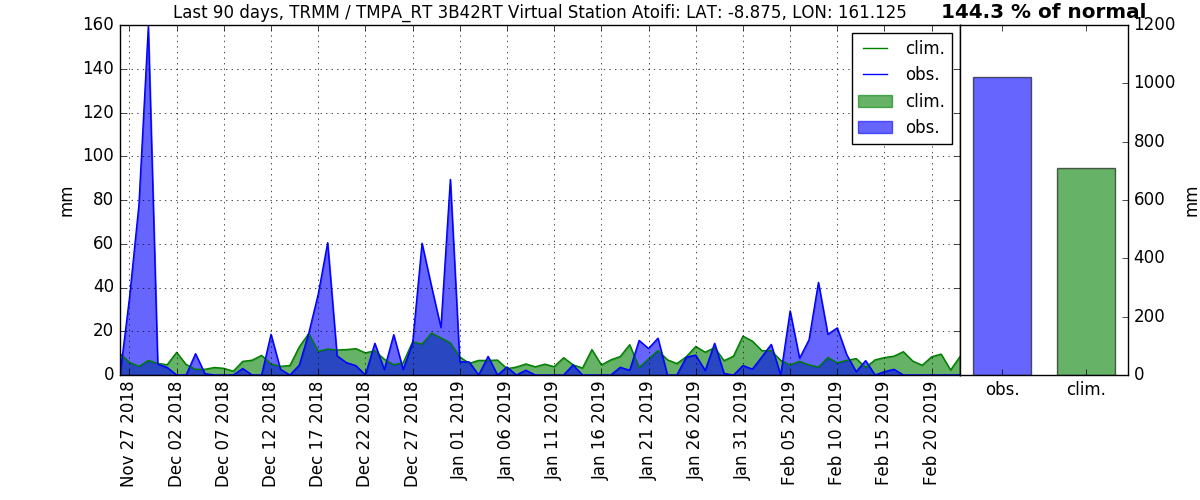 Last 90 days, TRMM / TMPA_RT 3B42RT Virtual Station Atoifi: LAT: -8.875, LON: 161.125
144.3 % of normal
160
140
120
100
80
60
40
20
0
mm
clim.
obs.
clim.
obs.
Nov 27 2018
Dec 02 2018
Dec 07 2018
Dec 12 2018
Dec 17 2018
Dec 22 2018
Dec 27 2018
Jan 01 2019
Jan 06 2019
Jan 11 2019
Jan 16 2019
Jan 21 2019
Jan 26 2019
Jan 31 2019
Feb 05 2019
Feb 10 2019
Feb 15 2019
Feb 20 2019
1200
1000
800
600
400
200
0
mm
obs.
clim.